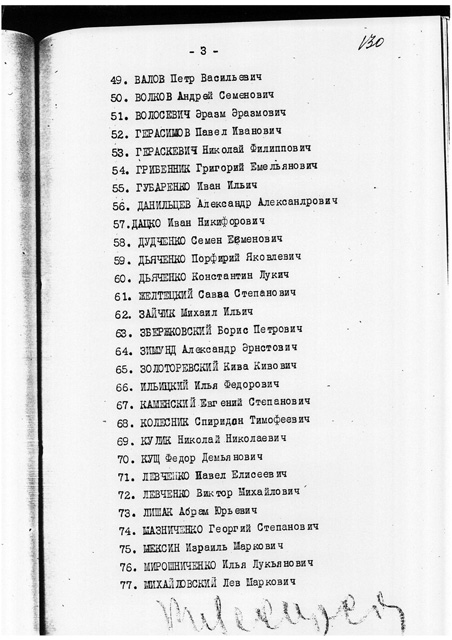 - 3 -
130
49. ВАЛОВ Петр Васильевич
50. ВОЛКОВ Андрей Семенович
51. ВОЛОСЕВИЧ Эразм Эразмович
52. ГЕРАСИМОВ Павел Иванович
53. ГЕРАСКЕВИЧ Николай Филиппович
54. ГРИБЕННИК Григорий Емельянович
55. ГУБАРЕНКО Иван Ильич
56. ДАНИЛЬЦЕВ Александр Алексанлрович
57. ДАЦКО Иван Никифорович
58. ДУДЧЕНКО Семен Есменович
59. ДЬЯЧЕНКО Порфирий Яковлевич
60. ДЬЯЧЕНКО Константин Лукич
61. ЖЕЛТЕЦКИЙ Савва Степанович
62. ЗАЙЧИК Михаил Ильич
63. ЗБЕРЖКОВСКИЙ Борис Петрович
64. ЗИМУНД Александр Эрнстович
65. ЗОЛОТОРЕВСКИЙ Кива Кивович
66. ИЛЬИЦКИЙ Илья Федорович
67. КАМЕНСКИЙ Евгений Степанович
68. КОЛЕСНИК Спиридон Тимофеевич
69. КУЛИК Николай Николаевич
70. КУЩ Федор Демьянович
71. ЛЕВЧЕНКО Павел Елисеевич
72. ЛЕВЧЕНКО Виктор Михайлович
73. ЛИШАК Абрам Юрьевич
74. МАЗНИЧЕНКО Георгий Степанович
75. МЕКСИН Израиль Маркович
76. МИРОШНИЧЕНКО Илья Лукьянович
77. МИХАЙЛОВСКИЙ Лев Маркович